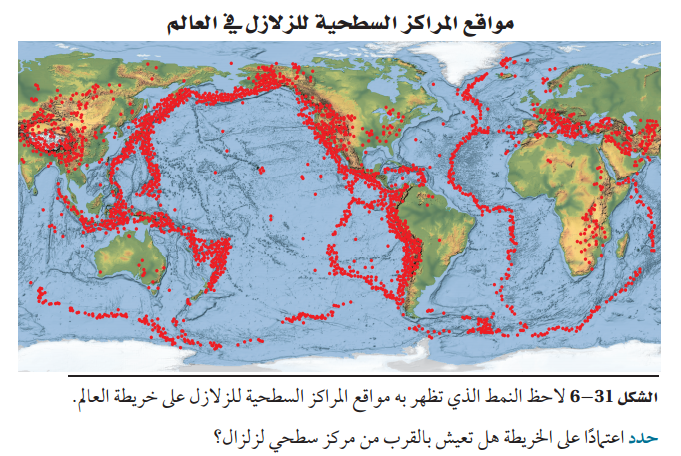 مواقع المراكز السطحية للزلازل في العالم
الشكل 31–6 لاحظ النمط الذي تظهر به مواقع المراكز السطحية للزلازل على خريطة العالم.
حدد اعتمادًا على الخريطة هل تعيش بالقرب من مركز سطحي لزلزال؟